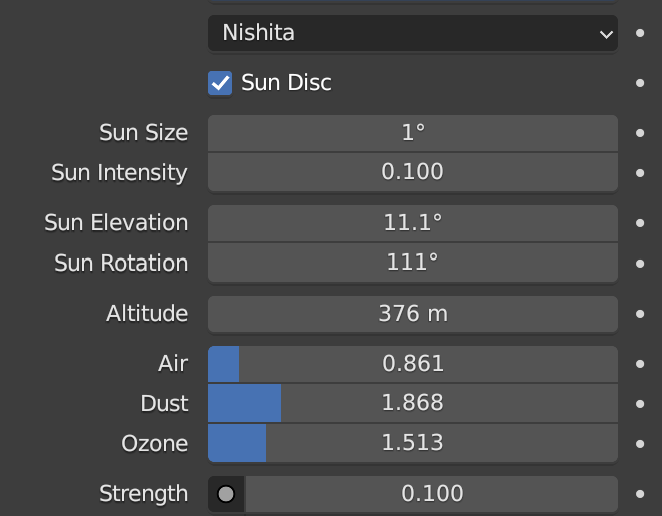 Nishita
Sun Disc
Sun Size 1°
Sun Intensity 0.100
Sun Elevation 11.1°
Sun Rotation 111°
Altitude 376 m
Air 0.861
Dust 1.868
Ozone 1.513
Strength 0.100